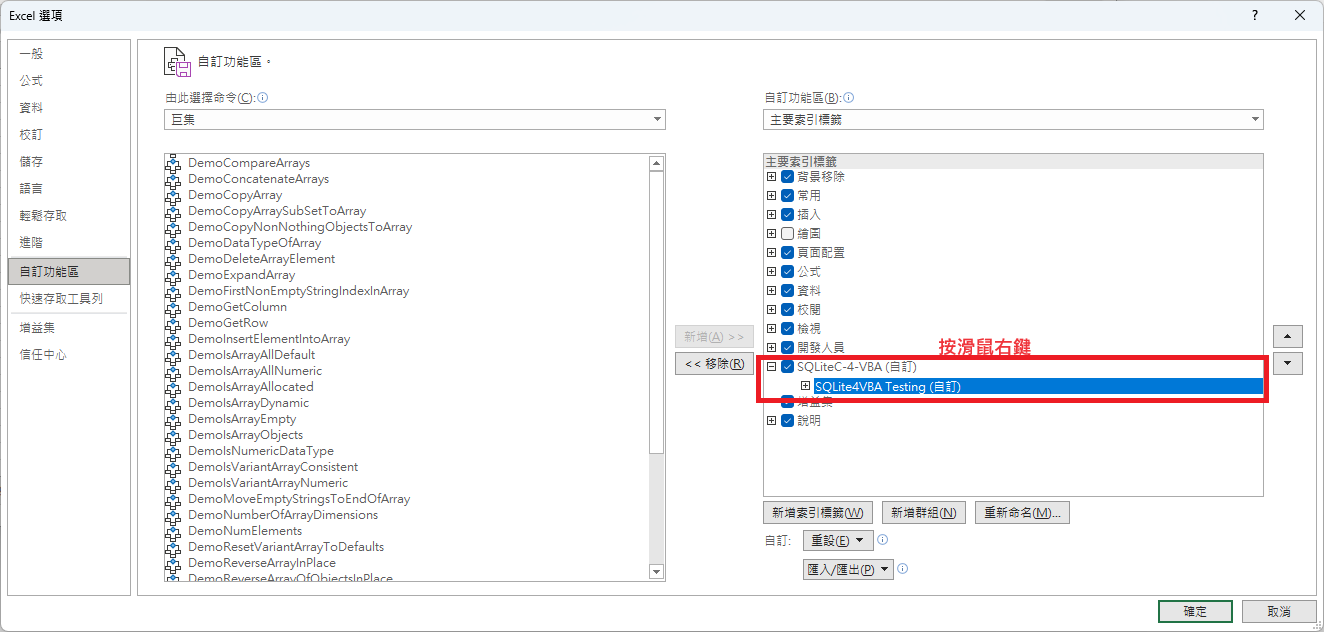 Excel 選項
?
一般
公式
資料
校訂
儲存
語言
輕鬆存取
進階
自訂功能區
快速存取工具列
增益集
信任中心
自訂功能區。
由此選擇命令(C):
巨集
DemoCompareArrays
DemoConcatenateArrays
DemoCopyArray
DemoCopyArraySubSetToArray
DemoCopyNonNothingObjectsToArray
DemoDataTypeOfArray
DemoDeleteArrayElement
DemoExpandArray
DemoFirstNonEmptyStringIndexInArray
DemoGetColumn
DemoGetRow
DemoInsertElementIntoArray
DemoIsArrayAllDefault
DemoIsArrayAllNumeric
DemoIsArrayAllocated
DemoIsArrayDynamic
DemoIsArrayEmpty
DemoIsArrayObjects
DemoIsNumericDataType
DemoIsVariantArrayConsistent
DemoIsVariantArrayNumeric
DemoMoveEmptyStringsToEndOfArray
DemoNumberOfArrayDimensions
DemoNumElements
DemoResetVariantArrayToDefaults
DemoReverseArrayInPlace
DemoReverseArrayOfObjectsInPlace
新增(A) >>
<< 移除(R)
自訂功能區(B):
主要索引標籤
主要索引標籤
背景移除
常用
插入
繪圖
頁面配置
公式
資料
校閱
檢視
開發人員
按滑鼠右鍵
SQLiteC-4-VBA (自訂)
SQLite4VBA Testing (自訂)
增益集
說明
新增索引標籤(W)
新增群組(N)
重新命名(M)...
自訂:
重設(E)
匯入/匯出(P)
確定
取消